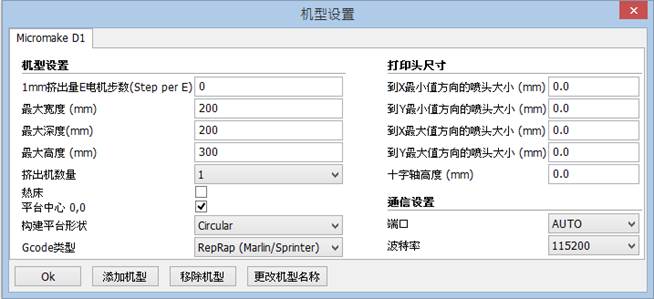 机型设置
Micromake D1
机型设置
1mm挤出量E电机步数(Step per E) 0
最大宽度 (mm) 200
最大深度(mm) 200
最大高度 (mm) 300
挤出机数量 1
热床
平台中心 0,0
构建平台形状 Circular
Gcode类型 RepRap (Marlin/Sprinter)
打印头尺寸
到X最小值方向的喷头大小 (mm) 0.0
到Y最小值方向的喷头大小 (mm) 0.0
到X最大值方向的喷头大小 (mm) 0.0
到Y最大值方向的喷头大小 (mm) 0.0
十字轴高度 (mm) 0.0
通信设置
端口 AUTO
波特率 115200
Ok 添加机型 移除机型 更改机型名称